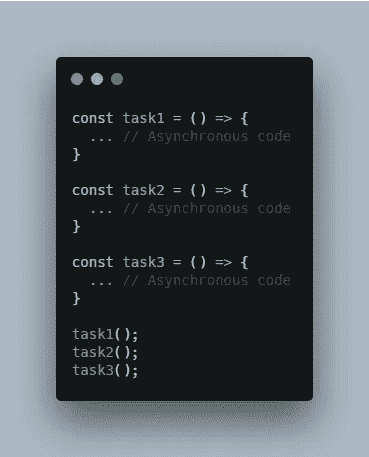 const task1 = () => {
... // Asynchronous code
}
const task2 = () => {
... // Asynchronous code
}
const task3 = () => {
... // Asynchronous code
}
task1();
task2();
task3();